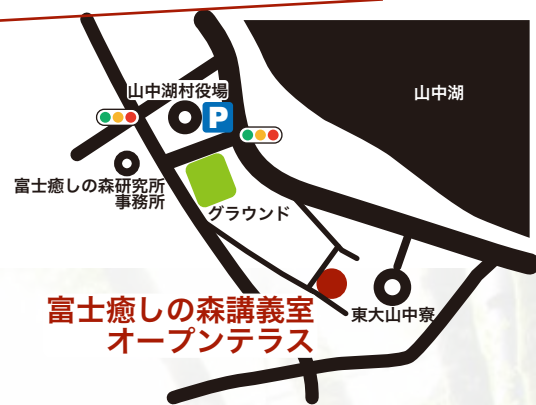 山中湖村役場
P
山中湖
富士癒しの森研究所
事務所
グラウンド
富士癒しの森講義室
オープンテラス
東大山中寮